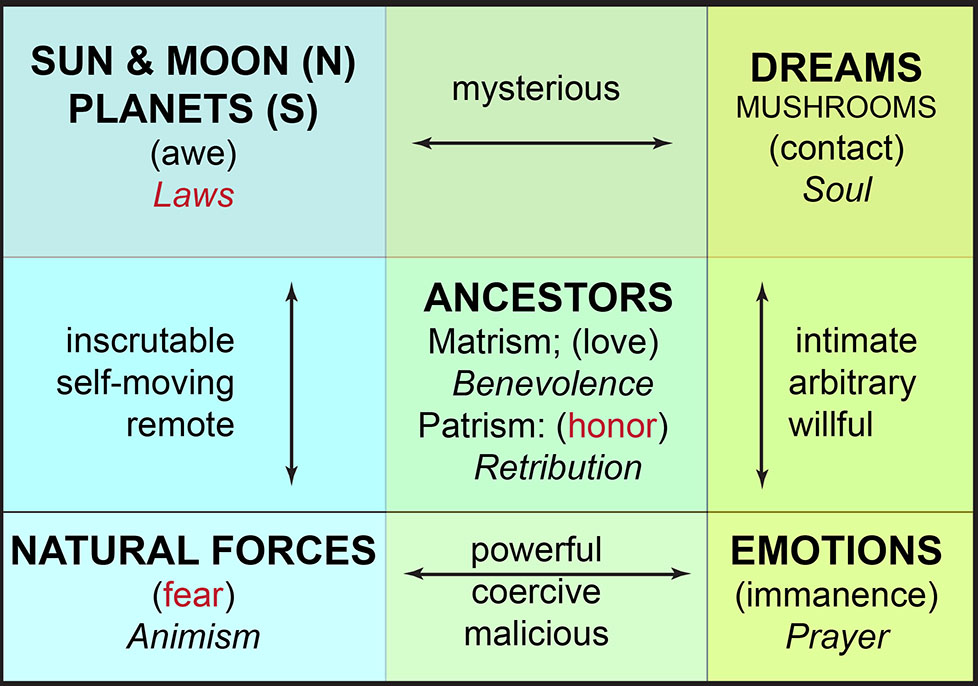 SUN & MOON (N)
PLANETS (S)
(awe)
Laws
mysterious
DREAMS
MUSHROOMS
(contact)
Soul
inscrutable
self-moving
remote
ANCESTORS
Matrism; (love)
Benevolence
Patrism: (honor)
Retribution
intimate
arbitrary
willful
NATURAL FORCES
(fear)
Animism
powerful
coercive
malicious
EMOTIONS
(immanence)
Prayer